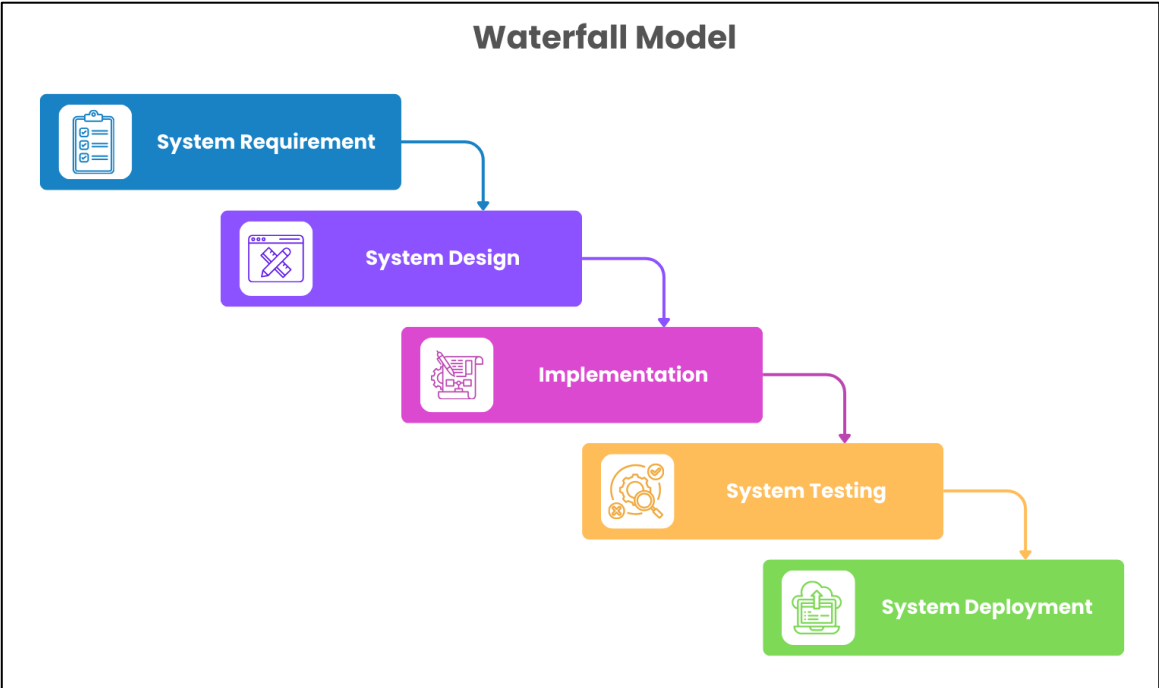 Waterfall Model
System Requirement
System Design
Implementation
System Testing
System Deployment